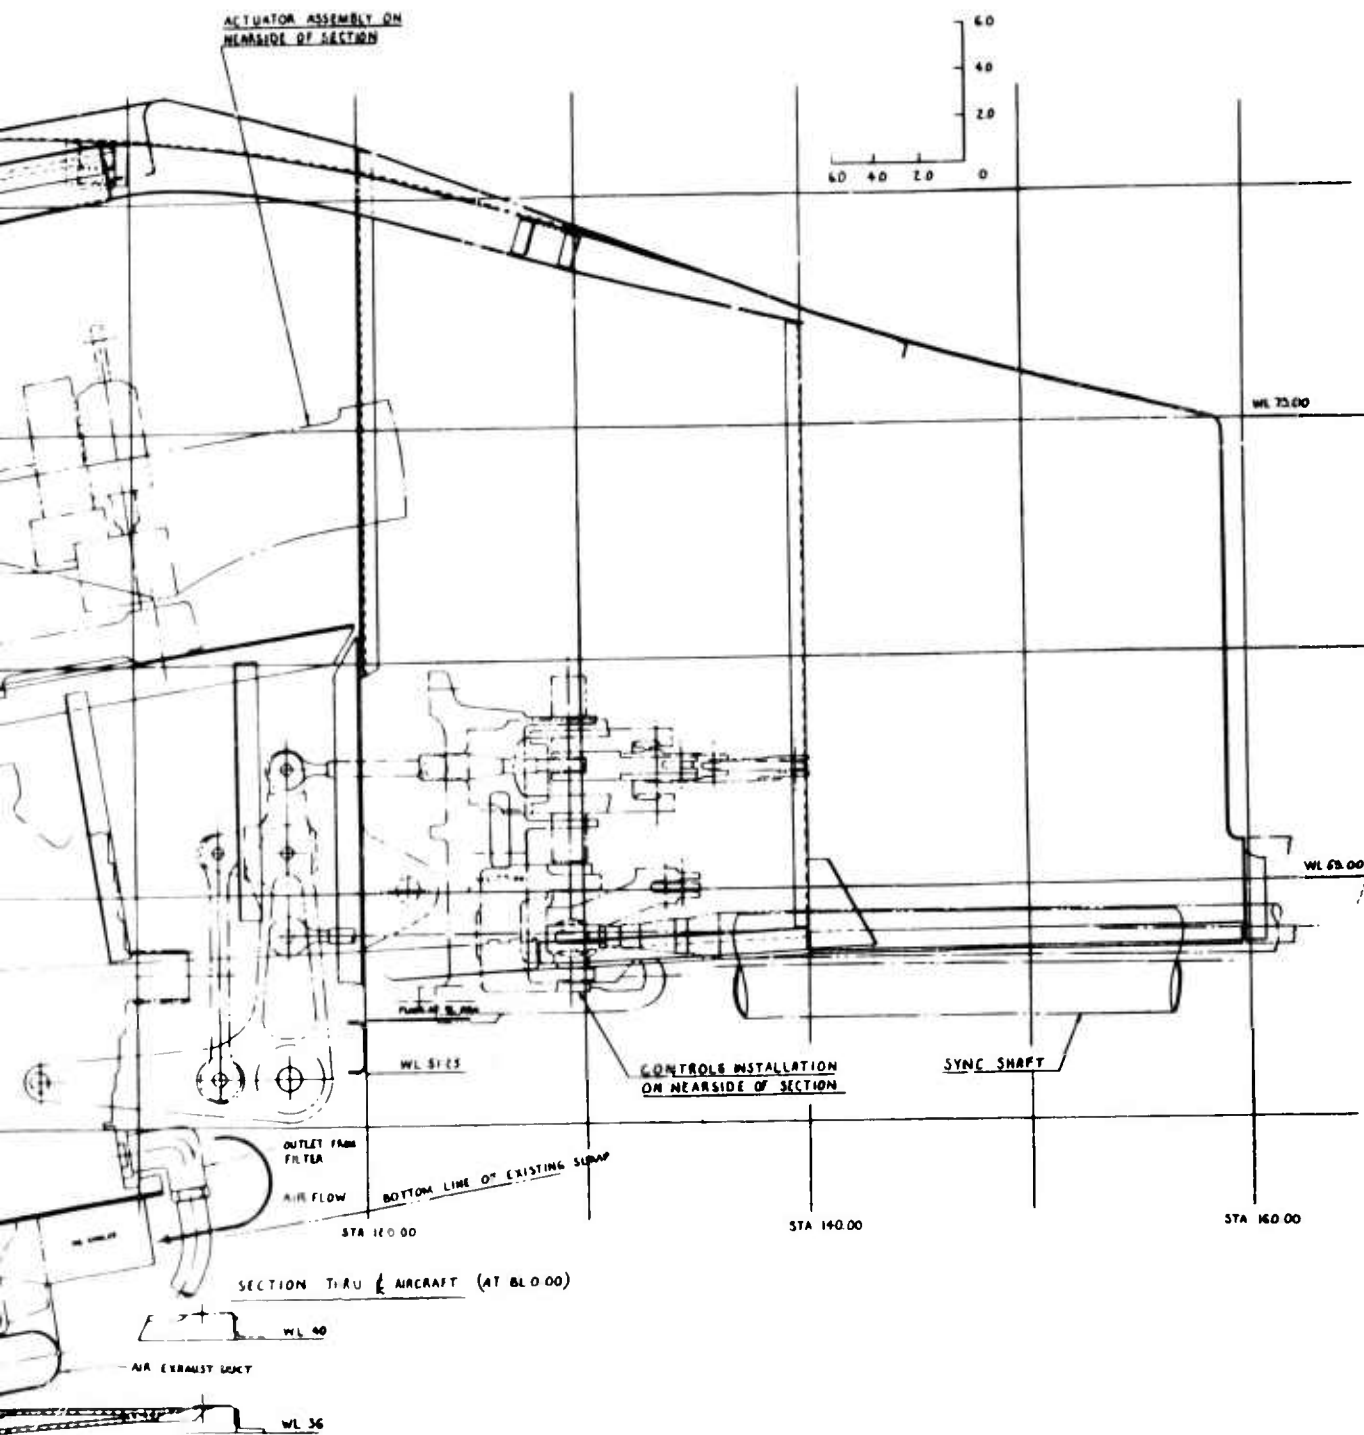 ACTUATOR ASSEMBLY ON
NEARSIDE OF SECTION
6.0
4.0
2.0
6.0 4.0 2.0 0
WL 73.00
WL 63.00
WL 51.25
CONTROLS INSTALLATION
ON NEARSIDE OF SECTION
SYNC SHAFT
OUTLET FROM
FILTER
AIR FLOW
BOTTOM LINE OF EXISTING SUMP
STA 120.00
STA 140.00
STA 160.00
SECTION THRU ℄ AIRCRAFT (AT BL 0.00)
WL 40
AIR EXHAUST DUCT
WL 36